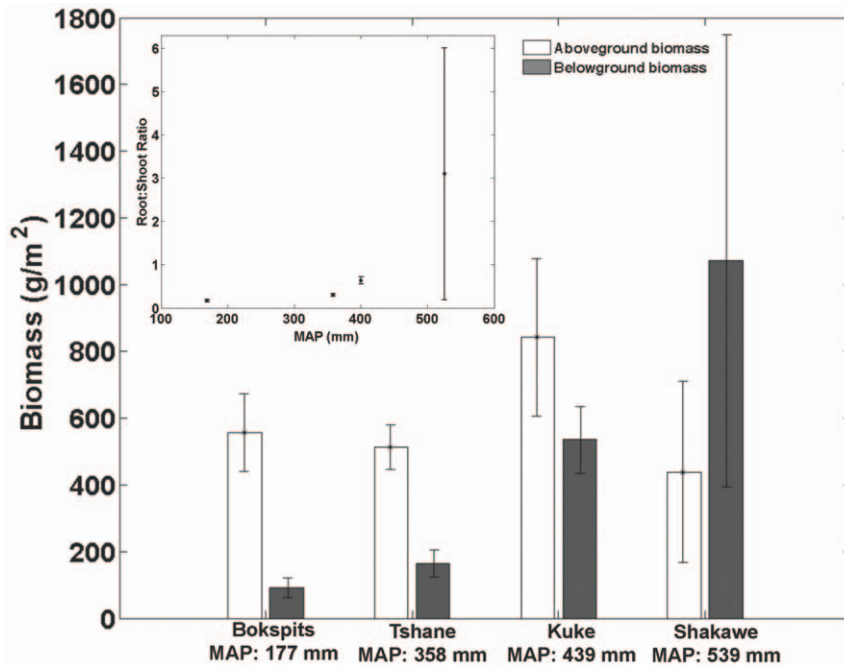 Biomass (g/m²)
1800
1600
1400
1200
1000
800
600
400
200
0
Root:Shoot Ratio
6
5
4
3
2
1
0
100 200 300 400 500 600
MAP (mm)
Aboveground biomass
Belowground biomass
Bokspits Tshane Kuke Shakawe
MAP: 177 mm MAP: 358 mm MAP: 439 mm MAP: 539 mm